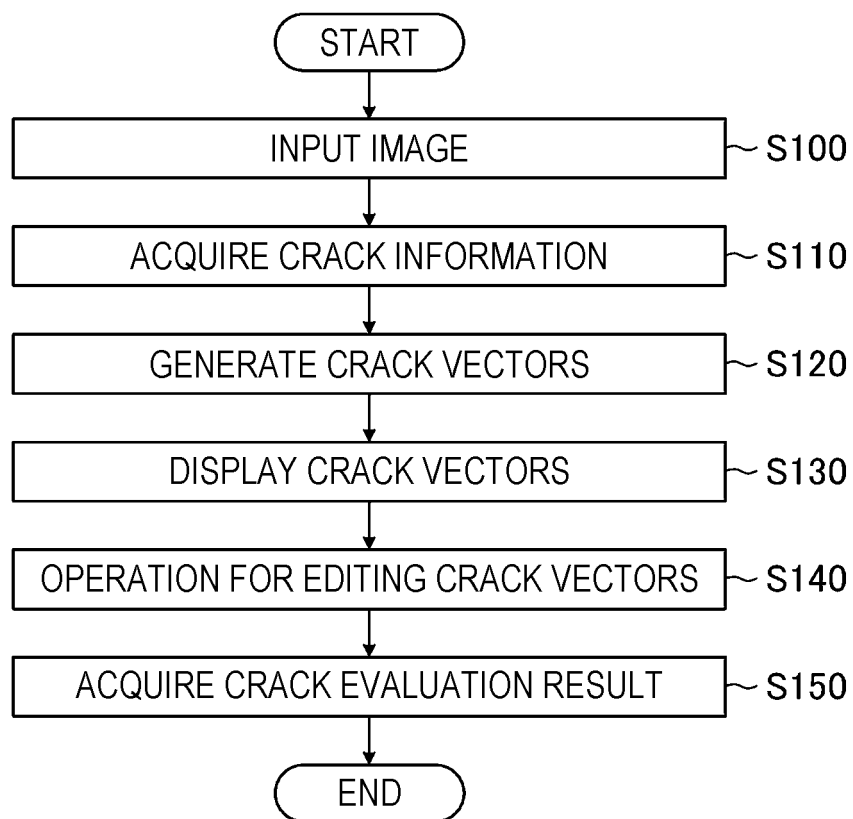 START
INPUT IMAGE ~ S100
ACQUIRE CRACK INFORMATION ~ S110
GENERATE CRACK VECTORS ~ S120
DISPLAY CRACK VECTORS ~ S130
OPERATION FOR EDITING CRACK VECTORS ~ S140
ACQUIRE CRACK EVALUATION RESULT ~ S150
END